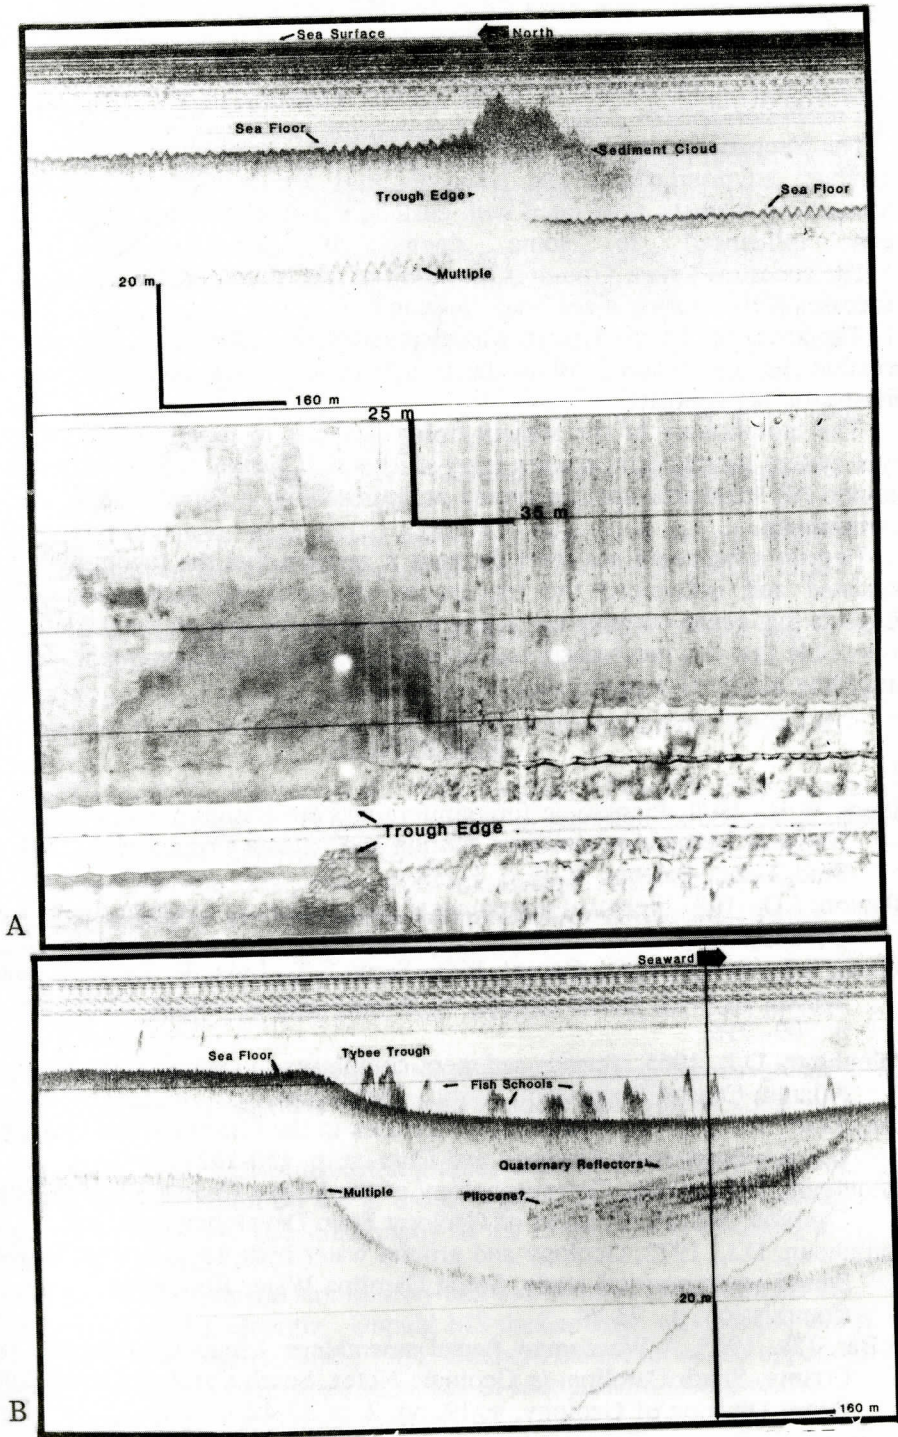 Sea Surface
North
Sea Floor
Sediment Cloud
Trough Edge
Sea Floor
Multiple
20 m
160 m
25 m
35 m
Trough Edge
A
Seaward
Sea Floor
Tybee Trough
Fish Schools
Quaternary Reflectors
Pliocene?
Multiple
20 m
160 m
B